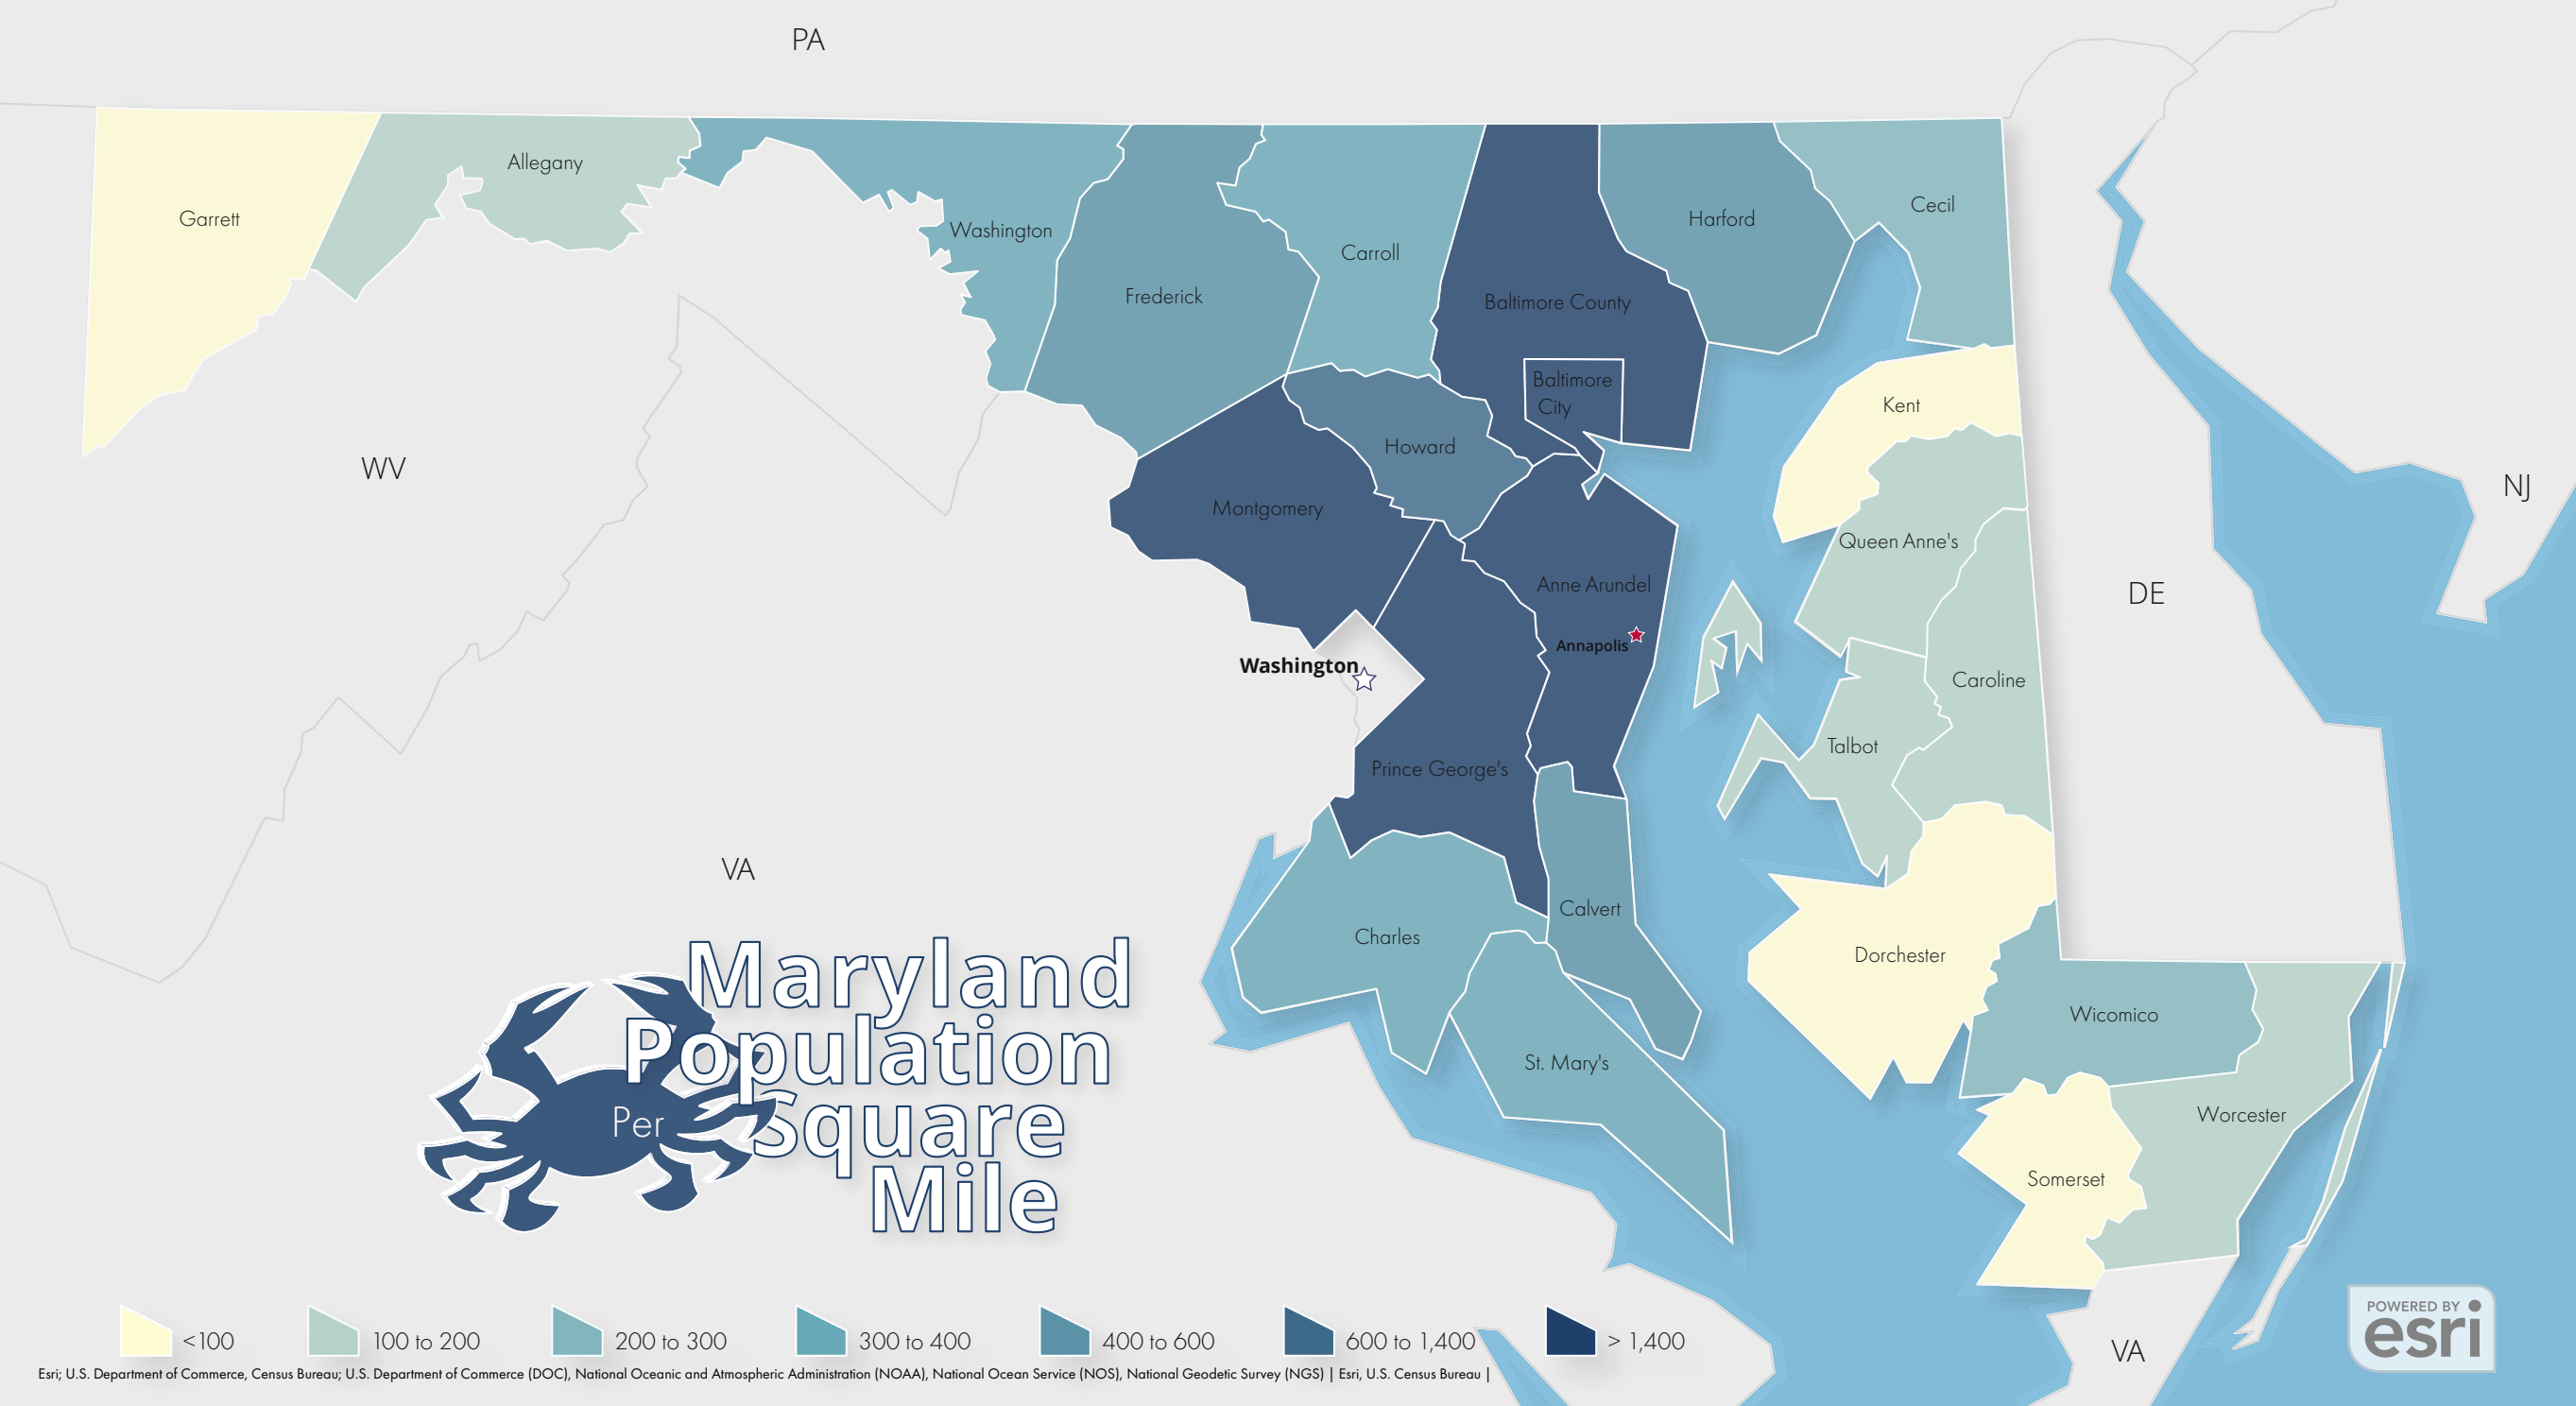 PA
Garrett
Allegany
Washington
Frederick
Carroll
Baltimore County
Baltimore
City
Harford
Cecil
Kent
WV
NJ
Howard
Montgomery
Queen Anne's
Anne Arundel
Annapolis
DE
Washington
Caroline
Talbot
Prince George's
VA
Calvert
Charles
Dorchester
Wicomico
St. Mary's
Worcester
Somerset
Maryland
Population
Per
Square
Mile
<100
100 to 200
200 to 300
300 to 400
400 to 600
600 to 1,400
> 1,400
VA
POWERED BY
esri
Esri; U.S. Department of Commerce, Census Bureau; U.S. Department of Commerce (DOC), National Oceanic and Atmospheric Administration (NOAA), National Ocean Service (NOS), National Geodetic Survey (NGS) | Esri, U.S. Census Bureau |